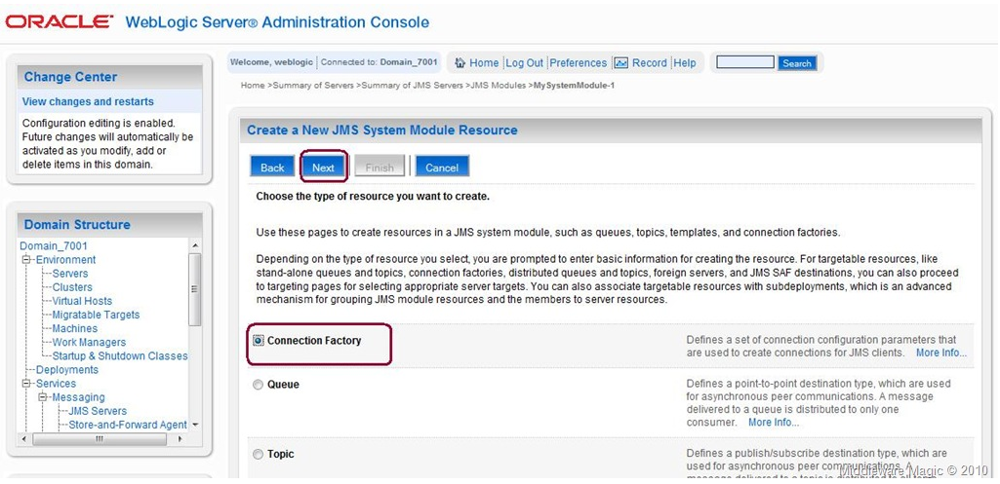 ORACLE WebLogic Server® Administration Console
Change Center
View changes and restarts
Configuration editing is enabled.
Future changes will automatically be
activated as you modify, add or
delete items in this domain.
Domain Structure
Domain_7001
Environment
Servers
Clusters
Virtual Hosts
Migratable Targets
Machines
Work Managers
Startup & Shutdown Classes
Deployments
Services
Messaging
JMS Servers
Store-and-Forward Agent
Welcome, weblogic Connected to: Domain_7001 Home Log Out Preferences Record Help Search
Home >Summary of Servers >Summary of JMS Servers >JMS Modules >MySystemModule-1
Create a New JMS System Module Resource
Back Next Finish Cancel
Choose the type of resource you want to create.
Use these pages to create resources in a JMS system module, such as queues, topics, templates, and connection factories.
Depending on the type of resource you select, you are prompted to enter basic information for creating the resource. For targetable resources, like
stand-alone queues and topics, connection factories, distributed queues and topics, foreign servers, and JMS SAF destinations, you can also proceed
to targeting pages for selecting appropriate server targets. You can also associate targetable resources with subdeployments, which is an advanced
mechanism for grouping JMS module resources and the members to server resources.
Connection Factory
Defines a set of connection configuration parameters that
are used to create connections for JMS clients. More Info...
Queue
Defines a point-to-point destination type, which are used
for asynchronous peer communications. A message
delivered to a queue is distributed to only one
consumer. More Info...
Topic
Defines a publish/subscribe destination type, which are
used for asynchronous peer communications. A
message delivered to a topic is distributed to all topic
Middleware Magic © 2010